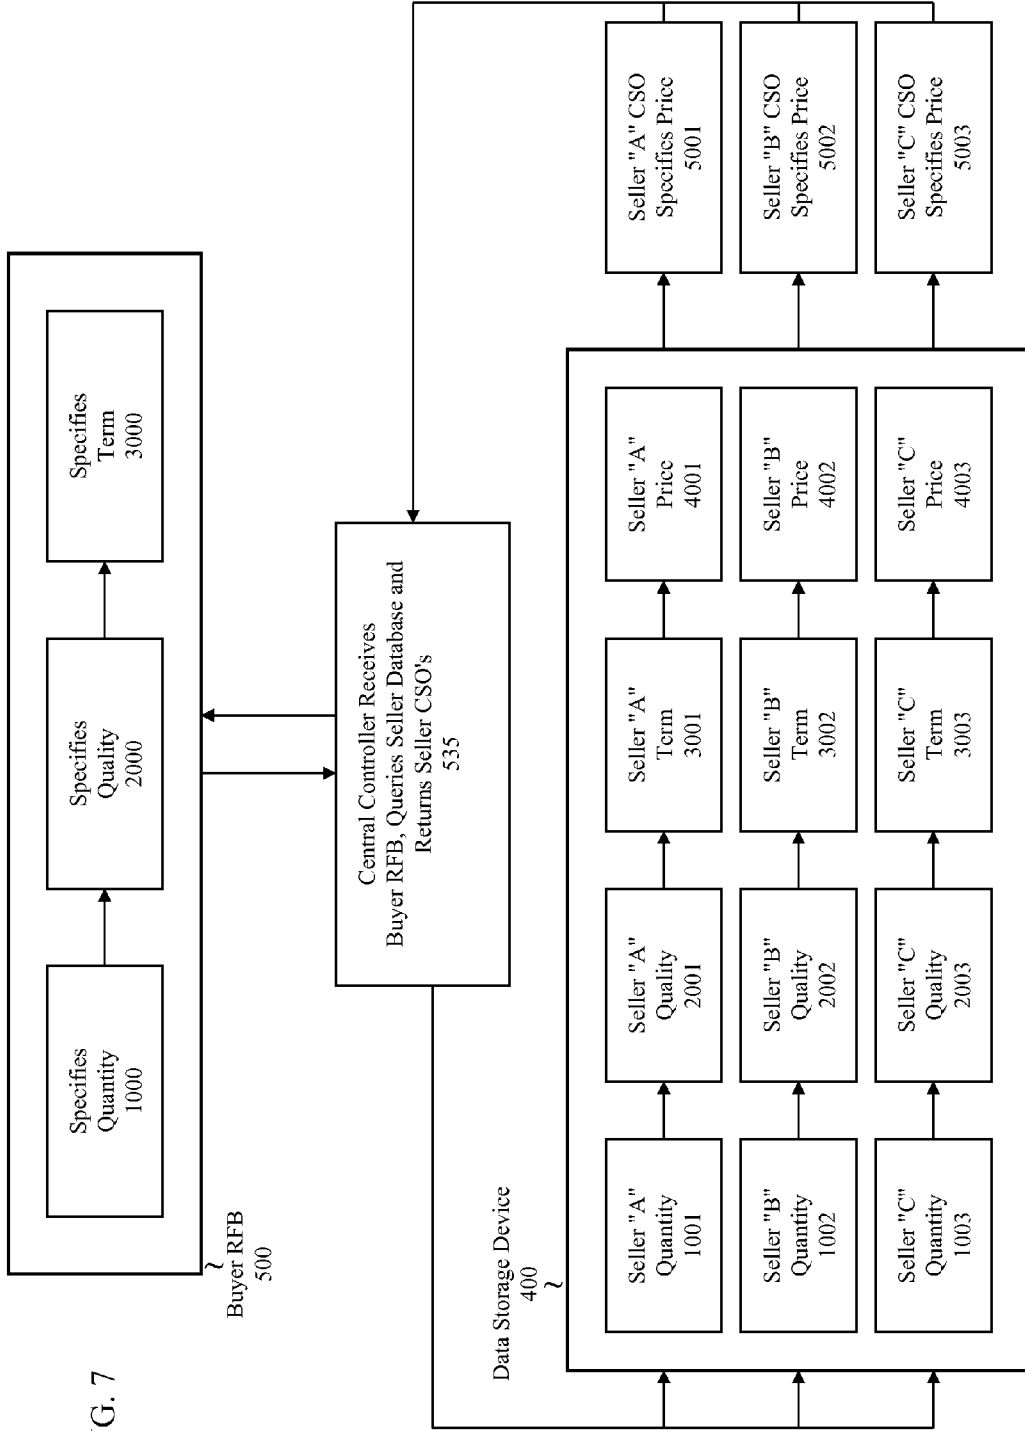 Specifies
Quantity
1000
Specifies
Quality
2000
Specifies
Term
3000
Buyer RFB
500
Central Controller Receives
Buyer RFB, Queries Seller Database and
Returns Seller CSO's
535
Data Storage Device
400
Seller "A"
Quantity
1001
Seller "A"
Quality
2001
Seller "A"
Term
3001
Seller "A"
Price
4001
Seller "A" CSO
Specifies Price
5001
Seller "B"
Quantity
1002
Seller "B"
Quality
2002
Seller "B"
Term
3002
Seller "B"
Price
4002
Seller "B" CSO
Specifies Price
5002
Seller "C"
Quantity
1003
Seller "C"
Quality
2003
Seller "C"
Term
3003
Seller "C"
Price
4003
Seller "C" CSO
Specifies Price
5003
G. 7